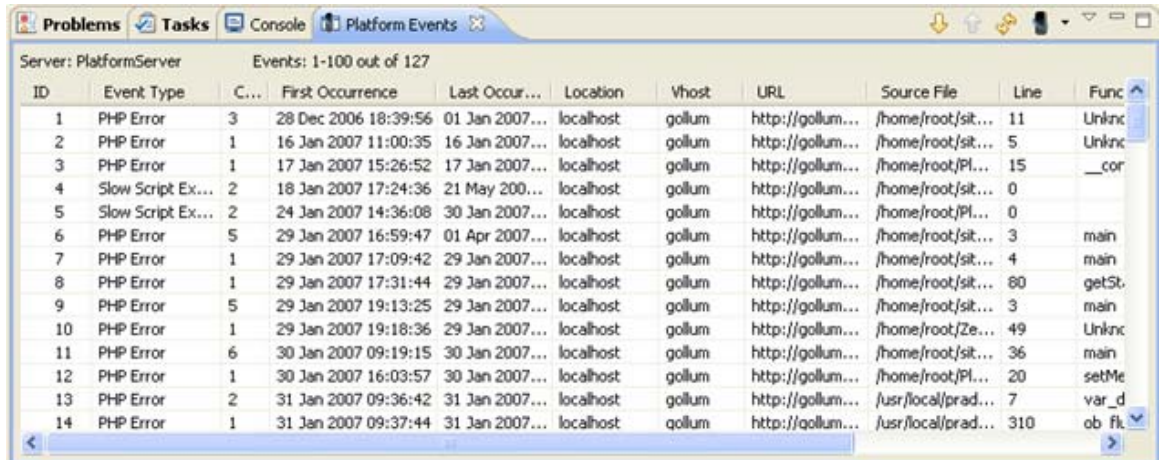 Problems Tasks Console Platform Events
Server: PlatformServer Events: 1-100 out of 127
ID Event Type C... First Occurrence Last Occur... Location Vhost URL Source File Line Func
1 PHP Error 3 28 Dec 2006 18:39:56 01 Jan 2007... localhost gollum http://gollum... /home/root/sit... 11 Unkno
2 PHP Error 1 16 Jan 2007 11:00:35 16 Jan 2007... localhost gollum http://gollum... /home/root/sit... 5 Unkno
3 PHP Error 1 17 Jan 2007 15:26:52 17 Jan 2007... localhost gollum http://gollum... /home/root/Pl... 15 __cor
4 Slow Script Ex... 2 18 Jan 2007 17:24:36 21 May 200... localhost gollum http://gollum... /home/root/sit... 0
5 Slow Script Ex... 2 24 Jan 2007 14:36:08 30 Jan 2007... localhost gollum http://gollum... /home/root/Pl... 0
6 PHP Error 5 29 Jan 2007 16:59:47 01 Apr 2007... localhost gollum http://gollum... /home/root/sit... 3 main
7 PHP Error 1 29 Jan 2007 17:09:42 29 Jan 2007... localhost gollum http://gollum... /home/root/sit... 4 main
8 PHP Error 1 29 Jan 2007 17:31:44 29 Jan 2007... localhost gollum http://gollum... /home/root/sit... 80 getSt
9 PHP Error 5 29 Jan 2007 19:13:25 29 Jan 2007... localhost gollum http://gollum... /home/root/sit... 3 main
10 PHP Error 1 29 Jan 2007 19:18:36 29 Jan 2007... localhost gollum http://gollum... /home/root/Ze... 49 Unkno
11 PHP Error 6 30 Jan 2007 09:19:15 30 Jan 2007... localhost gollum http://gollum... /home/root/sit... 36 main
12 PHP Error 1 30 Jan 2007 16:03:57 30 Jan 2007... localhost gollum http://gollum... /home/root/Pl... 20 setMe
13 PHP Error 2 31 Jan 2007 09:36:42 31 Jan 2007... localhost gollum http://gollum... /usr/local/prad... 7 var_d
14 PHP Error 1 31 Jan 2007 09:37:44 31 Jan 2007... localhost gollum http://gollum... /usr/local/prad... 310 ob_flu